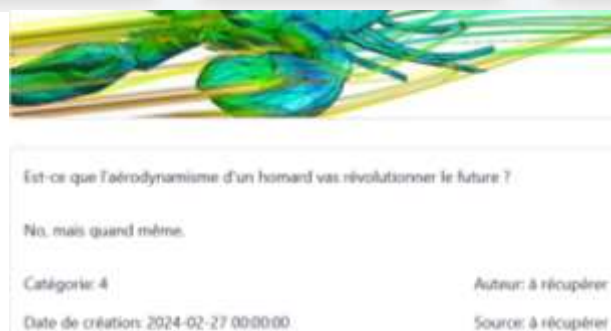 Est-ce que l'aérodynamisme d'un homard vas révolutionner le future ?
No, mais quand même.
Catégorie: 4
Auteur: à récupérer
Date de création: 2024-02-27 00:00:00
Source: à récupérer